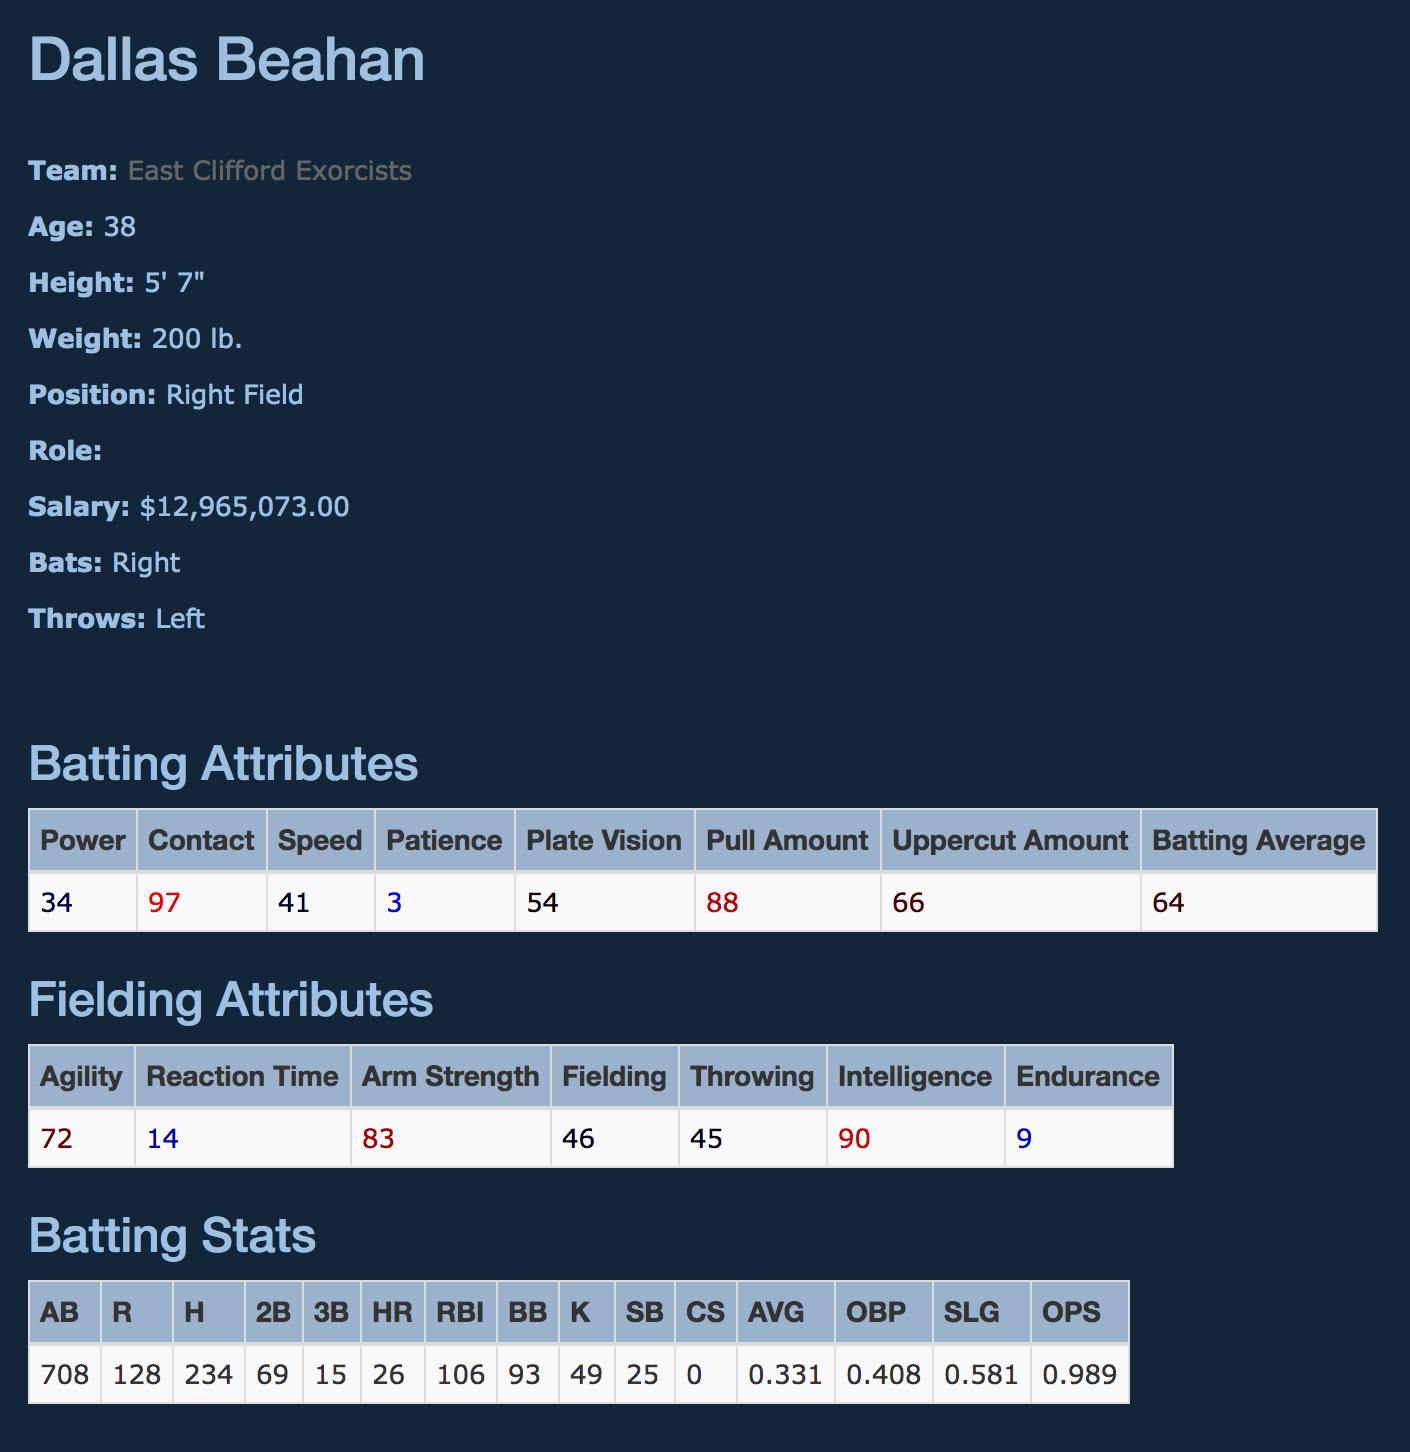 Dallas Beahan
Team: East Clifford Exorcists
Age: 38
Height: 5' 7"
Weight: 200 lb.
Position: Right Field
Role:
Salary: $12,965,073.00
Bats: Right
Throws: Left
Batting Attributes
Power Contact Speed Patience Plate Vision Pull Amount Uppercut Amount Batting Average
34 97 41 3 54 88 66 64
Fielding Attributes
Agility Reaction Time Arm Strength Fielding Throwing Intelligence Endurance
72 14 83 46 45 90 9
Batting Stats
AB R H 2B 3B HR RBI BB K SB CS AVG OBP SLG OPS
708 128 234 69 15 26 106 93 49 25 0 0.331 0.408 0.581 0.989